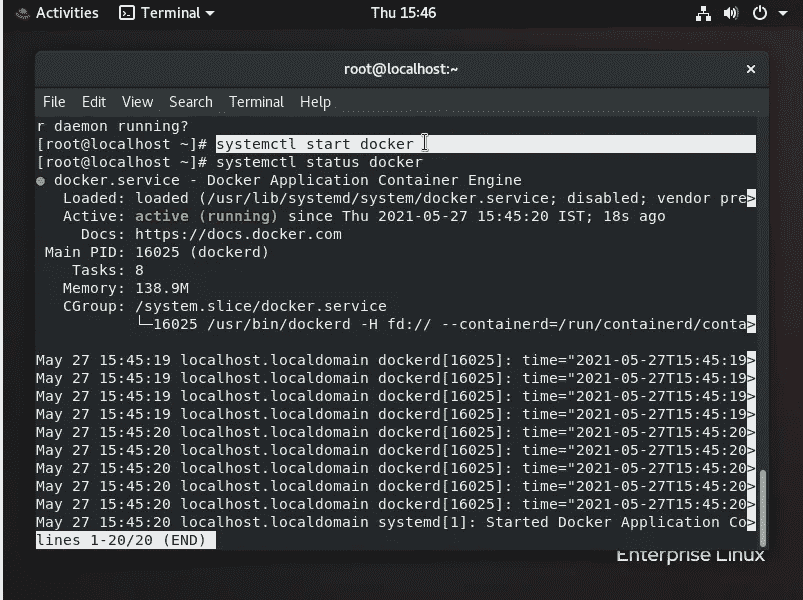 Activities Terminal Thu 15:46
root@localhost:~ ×
File Edit View Search Terminal Help
r daemon running?
[root@localhost ~]# systemctl start docker
[root@localhost ~]# systemctl status docker
● docker.service - Docker Application Container Engine
   Loaded: loaded (/usr/lib/systemd/system/docker.service; disabled; vendor pre>
   Active: active (running) since Thu 2021-05-27 15:45:20 IST; 18s ago
     Docs: https://docs.docker.com
 Main PID: 16025 (dockerd)
    Tasks: 8
   Memory: 138.9M
   CGroup: /system.slice/docker.service
           └─16025 /usr/bin/dockerd -H fd:// --containerd=/run/containerd/conta>
May 27 15:45:19 localhost.localdomain dockerd[16025]: time="2021-05-27T15:45:19>
May 27 15:45:19 localhost.localdomain dockerd[16025]: time="2021-05-27T15:45:19>
May 27 15:45:19 localhost.localdomain dockerd[16025]: time="2021-05-27T15:45:19>
May 27 15:45:19 localhost.localdomain dockerd[16025]: time="2021-05-27T15:45:19>
May 27 15:45:20 localhost.localdomain dockerd[16025]: time="2021-05-27T15:45:20>
May 27 15:45:20 localhost.localdomain dockerd[16025]: time="2021-05-27T15:45:20>
May 27 15:45:20 localhost.localdomain dockerd[16025]: time="2021-05-27T15:45:20>
May 27 15:45:20 localhost.localdomain dockerd[16025]: time="2021-05-27T15:45:20>
May 27 15:45:20 localhost.localdomain dockerd[16025]: time="2021-05-27T15:45:20>
May 27 15:45:20 localhost.localdomain systemd[1]: Started Docker Application Co>
lines 1-20/20 (END)
Enterprise Linux